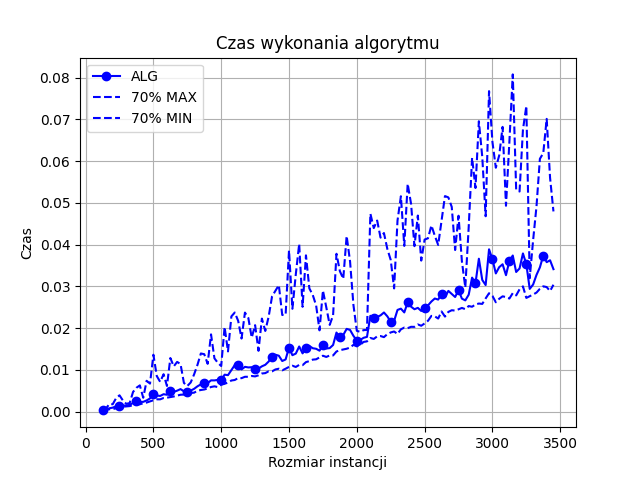 Czas wykonania algorytmu
ALG
70% MAX
70% MIN
0.08
0.07
0.06
0.05
0.04
0.03
0.02
0.01
0.00
Czas
0 500 1000 1500 2000 2500 3000 3500
Rozmiar instancji